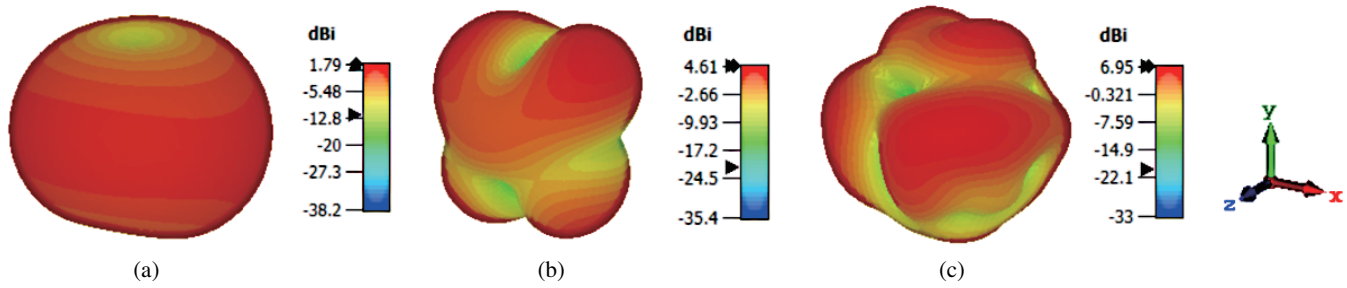 dBi
1.79
-5.48
-12.8
-20
-27.3
-38.2
(a)
dBi
4.61
-2.66
-9.93
-17.2
-24.5
-35.4
(b)
dBi
6.95
-0.321
-7.59
-14.9
-22.1
-33
(c)
y
z
x